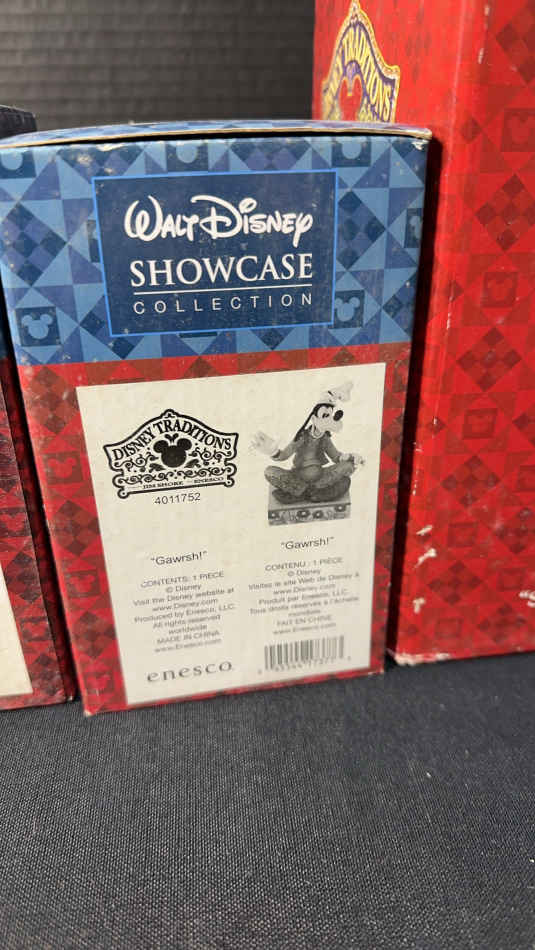 WALT DISNEY
SHOWCASE
COLLECTION
DISNEY TRADITIONS
JIM SHORE ENESCO
4011752
"Gawrsh!"
CONTENTS: 1 PIECE
© Disney
Visit the Disney website at
www.Disney.com
Produced by Enesco, LLC.
All rights reserved
worldwide
MADE IN CHINA
www.Enesco.com
enesco.
"Gawrsh!"
CONTENU : 1 PIÈCE
© Disney
Visitez le site Web de Disney à
www.Disney.com
Produit par Enesco, LLC.
Tous droits réservés à l'échelle
mondiale
FAIT EN CHINE
www.Enesco.com
DISNEY TRADITIONS